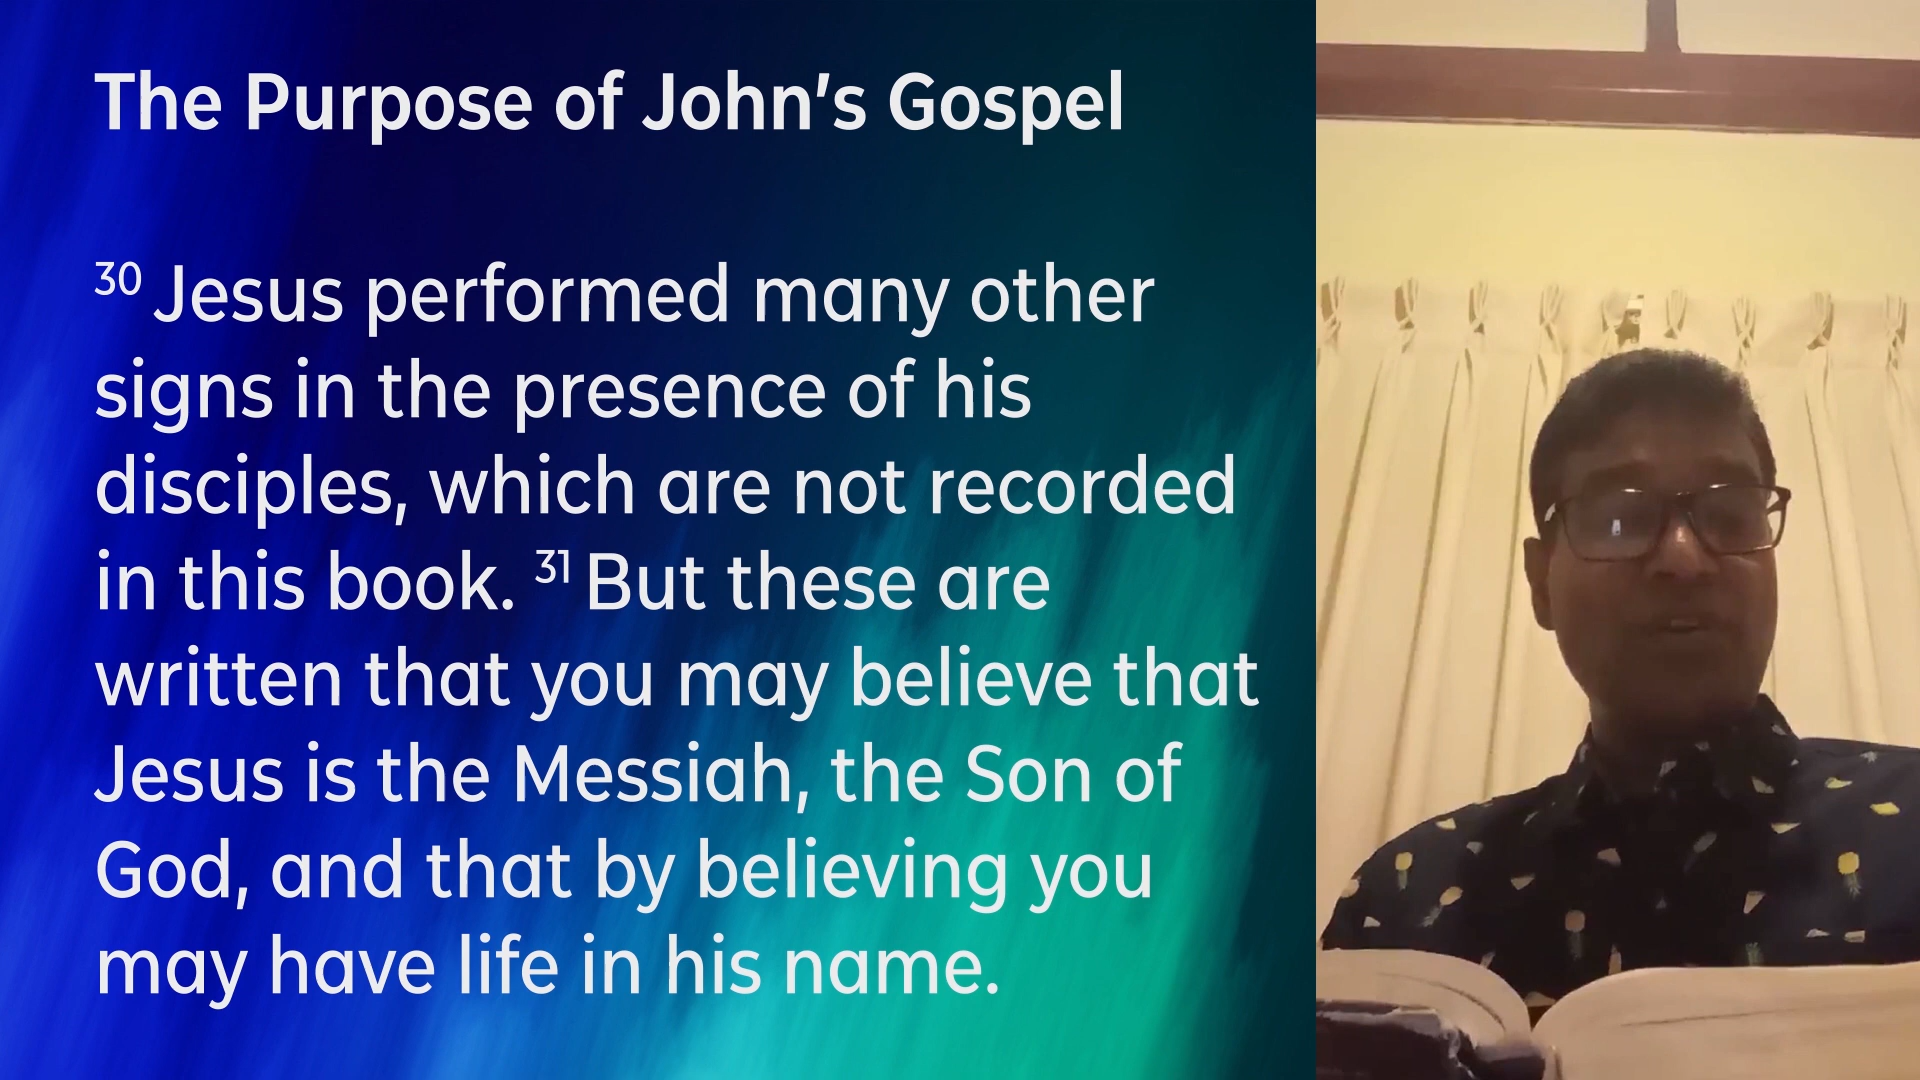 The Purpose of John’s Gospel
30 Jesus performed many other
signs in the presence of his
disciples, which are not recorded
in this book. 31 But these are
written that you may believe that
Jesus is the Messiah, the Son of
God, and that by believing you
may have life in his name.